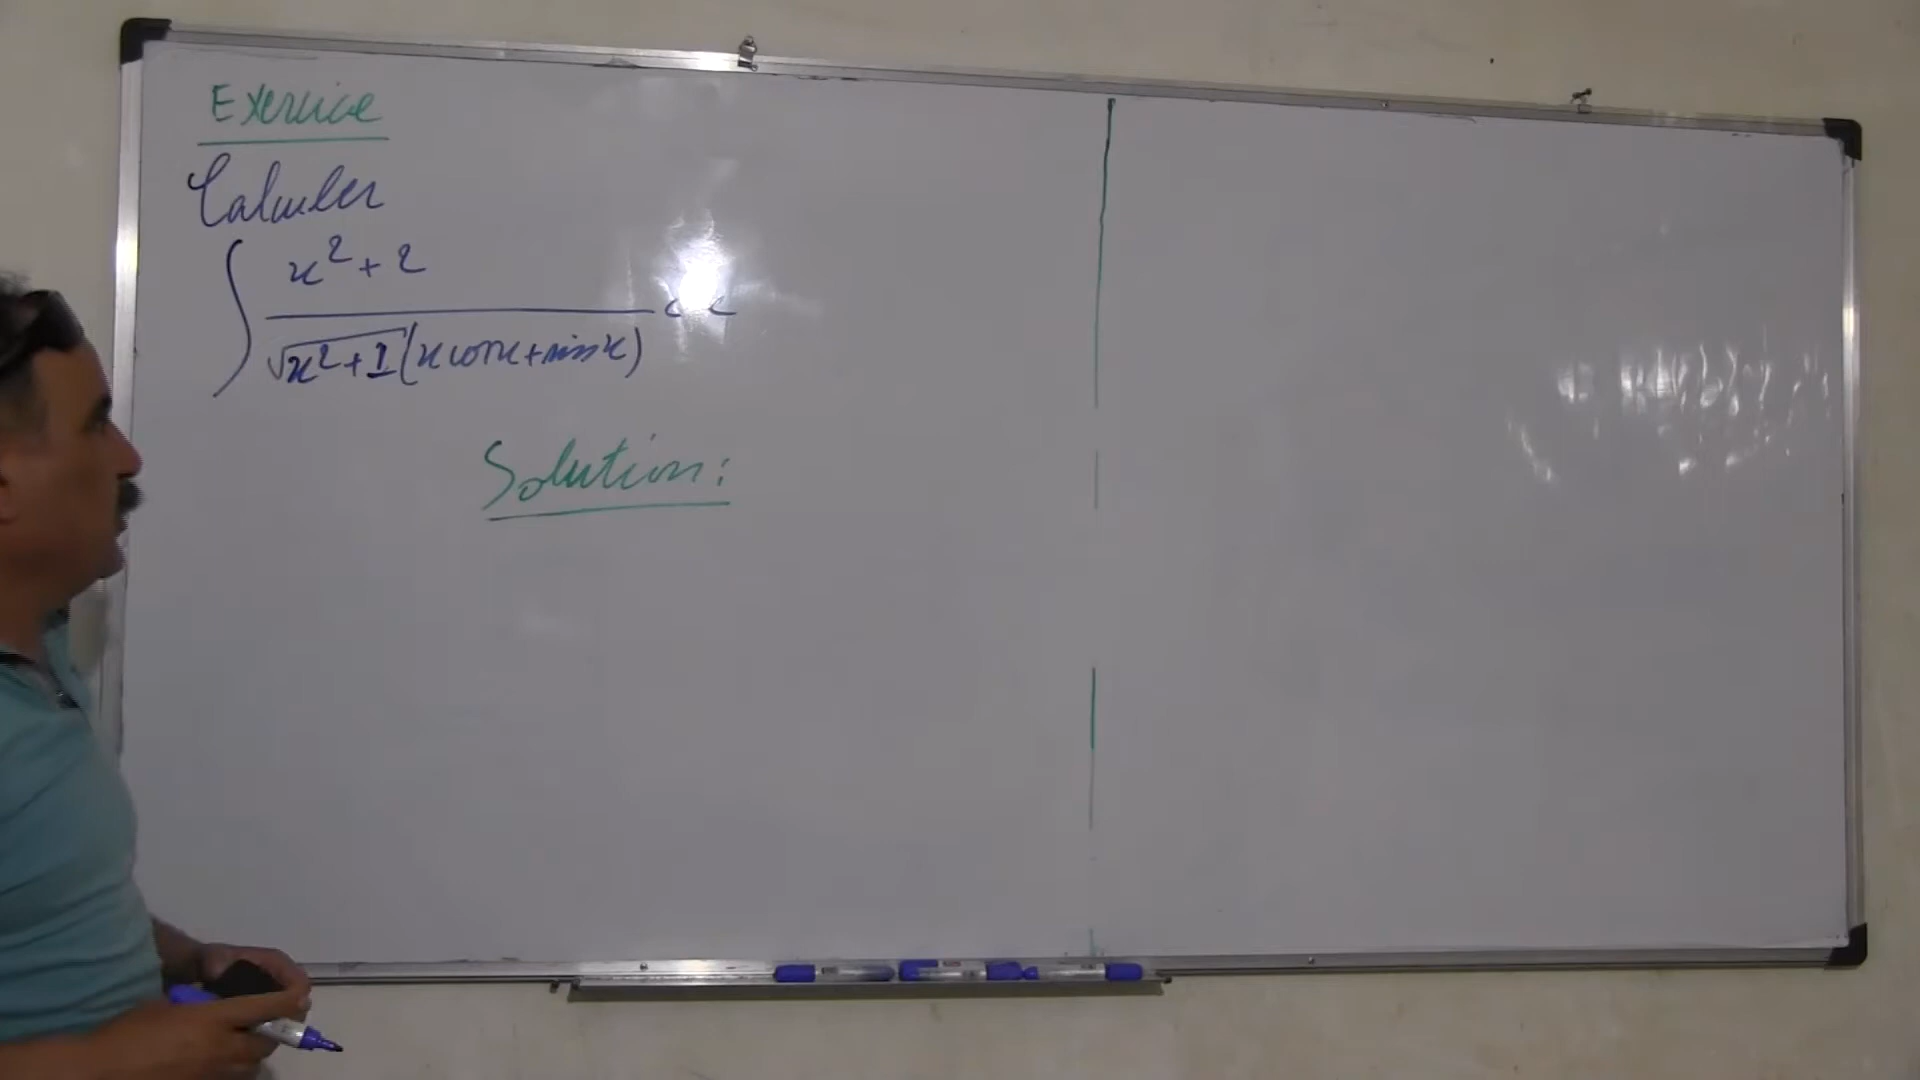 Exercice
Calculer
∫ x²+2
√x²+1 (x cos x + sin x) dx
Solution: